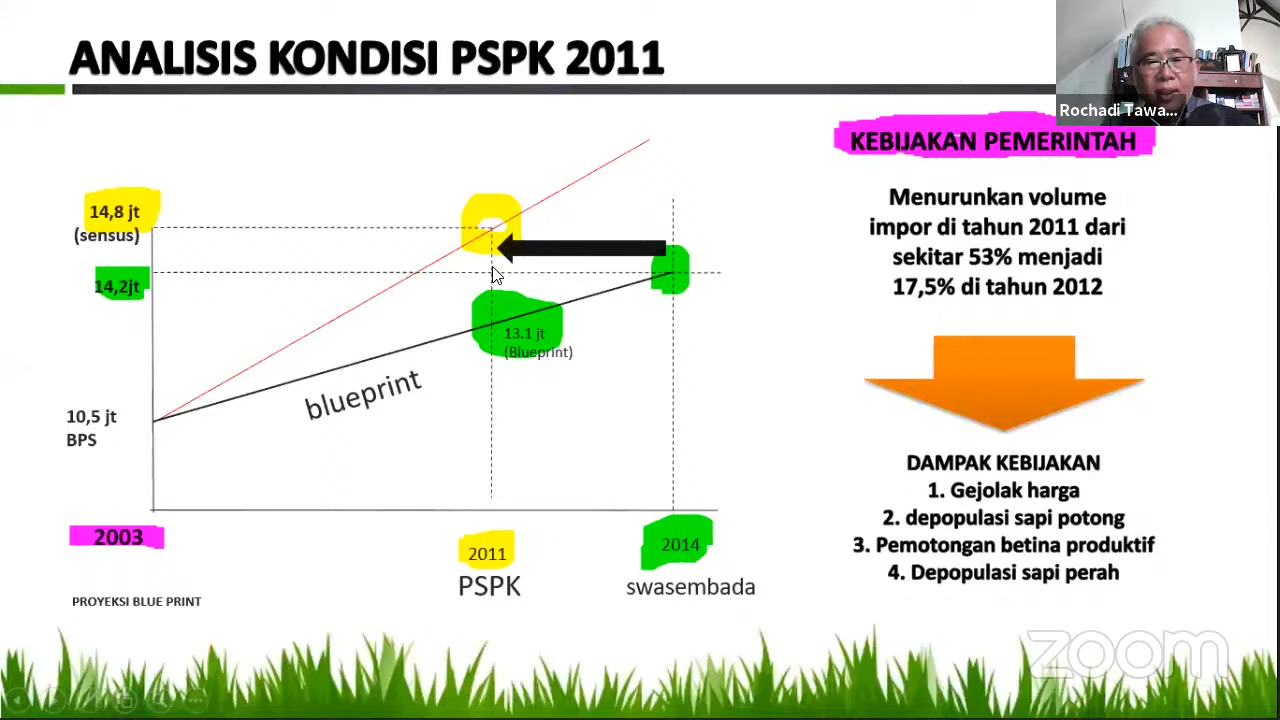 ANALISIS KONDISI PSPK 2011
Rochadi Tawa...
14,8 jt
(sensus)
14,2jt
13.1 jt
(Blueprint)
blueprint
10,5 jt
BPS
2003
2011
PSPK
2014
swasembada
PROYEKSI BLUE PRINT
KEBIJAKAN PEMERINTAH
Menurunkan volume
impor di tahun 2011 dari
sekitar 53% menjadi
17,5% di tahun 2012
DAMPAK KEBIJAKAN
1. Gejolak harga
2. depopulasi sapi potong
3. Pemotongan betina produktif
4. Depopulasi sapi perah
zoom